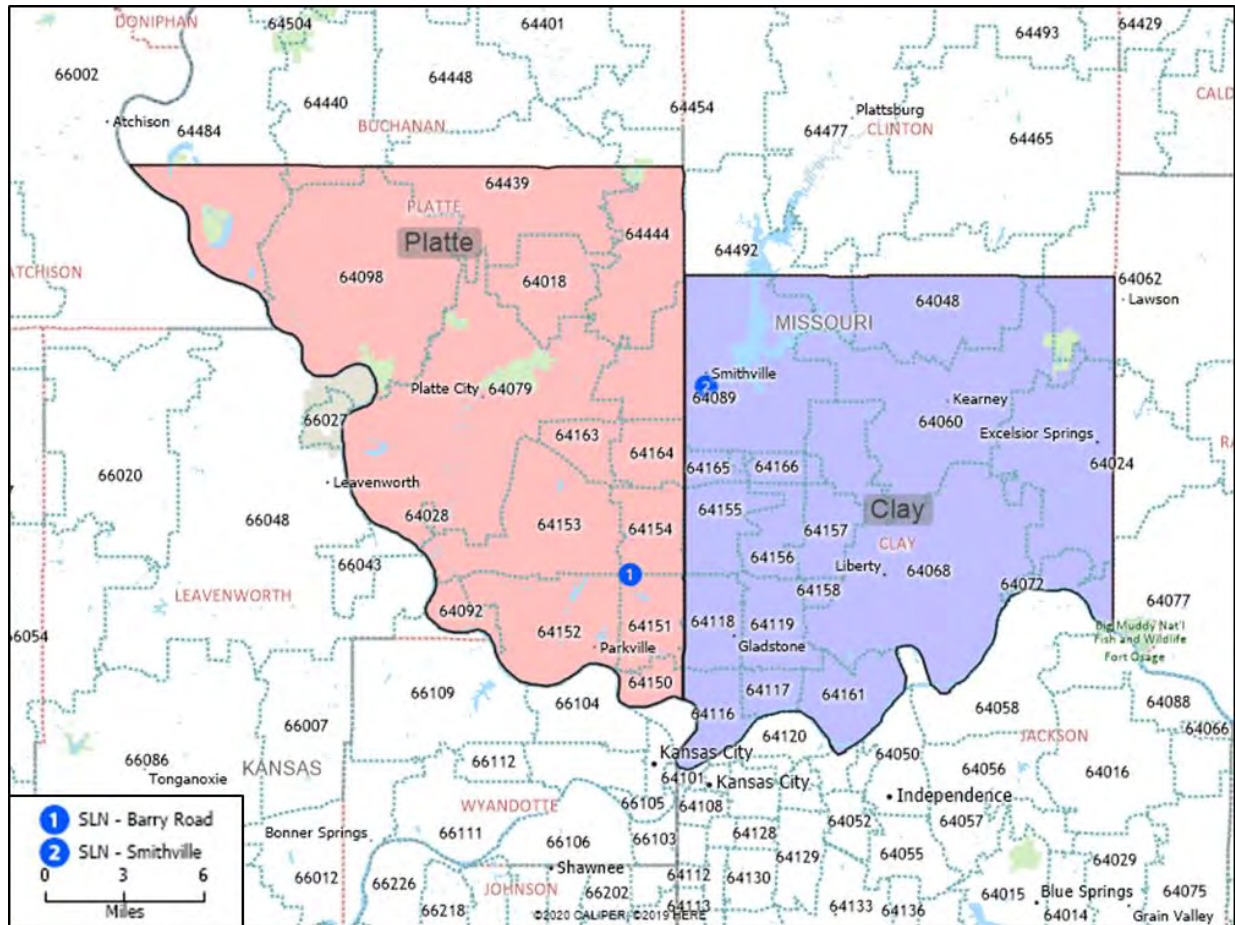 64504
64401
64493
64429
DONIPHAN
66002
64448
64440
64454
Plattsburg
64477
CLINTON
64465
Atchison
64484
BUCHANAN
64439
PLATTE
Platte
64444
64492
64098
64018
64062
Lawson
64048
MISSOURI
Smithville
2
64089
Platte City
64079
Kearney
64060
Excelsior Springs
66027
64163
64164
64165
64166
64024
66020
Leavenworth
66048
64028
64153
64154
64155
Clay
64157
CLAY
64156
Liberty
64068
66043
1
64072
LEAVENWORTH
64092
64152
64151
64118
64119
64158
64077
Big Muddy Nat'l
Fish and Wildlife
Fort Osage
Parkville
Gladstone
64150
64117
64161
66109
66104
64116
64058
64088
64066
66007
64120
JACKSON
66086
Tonganoxie
KANSAS
66112
Kansas City
64101
Kansas City
64050
64056
64016
Independence
WYANDOTTE
66105
64108
66111
66106
66103
64128
64052
64057
Bonner Springs
64129
64055
64029
66012
66226
Shawnee
64112
64130
JOHNSON
66202
64015
Blue Springs
64075
66218
64113
64133
64136
64014
Grain Valley
1 SLN - Barry Road
2 SLN - Smithville
0 3 6
Miles
©2020 CALIPER; ©2019 HERE